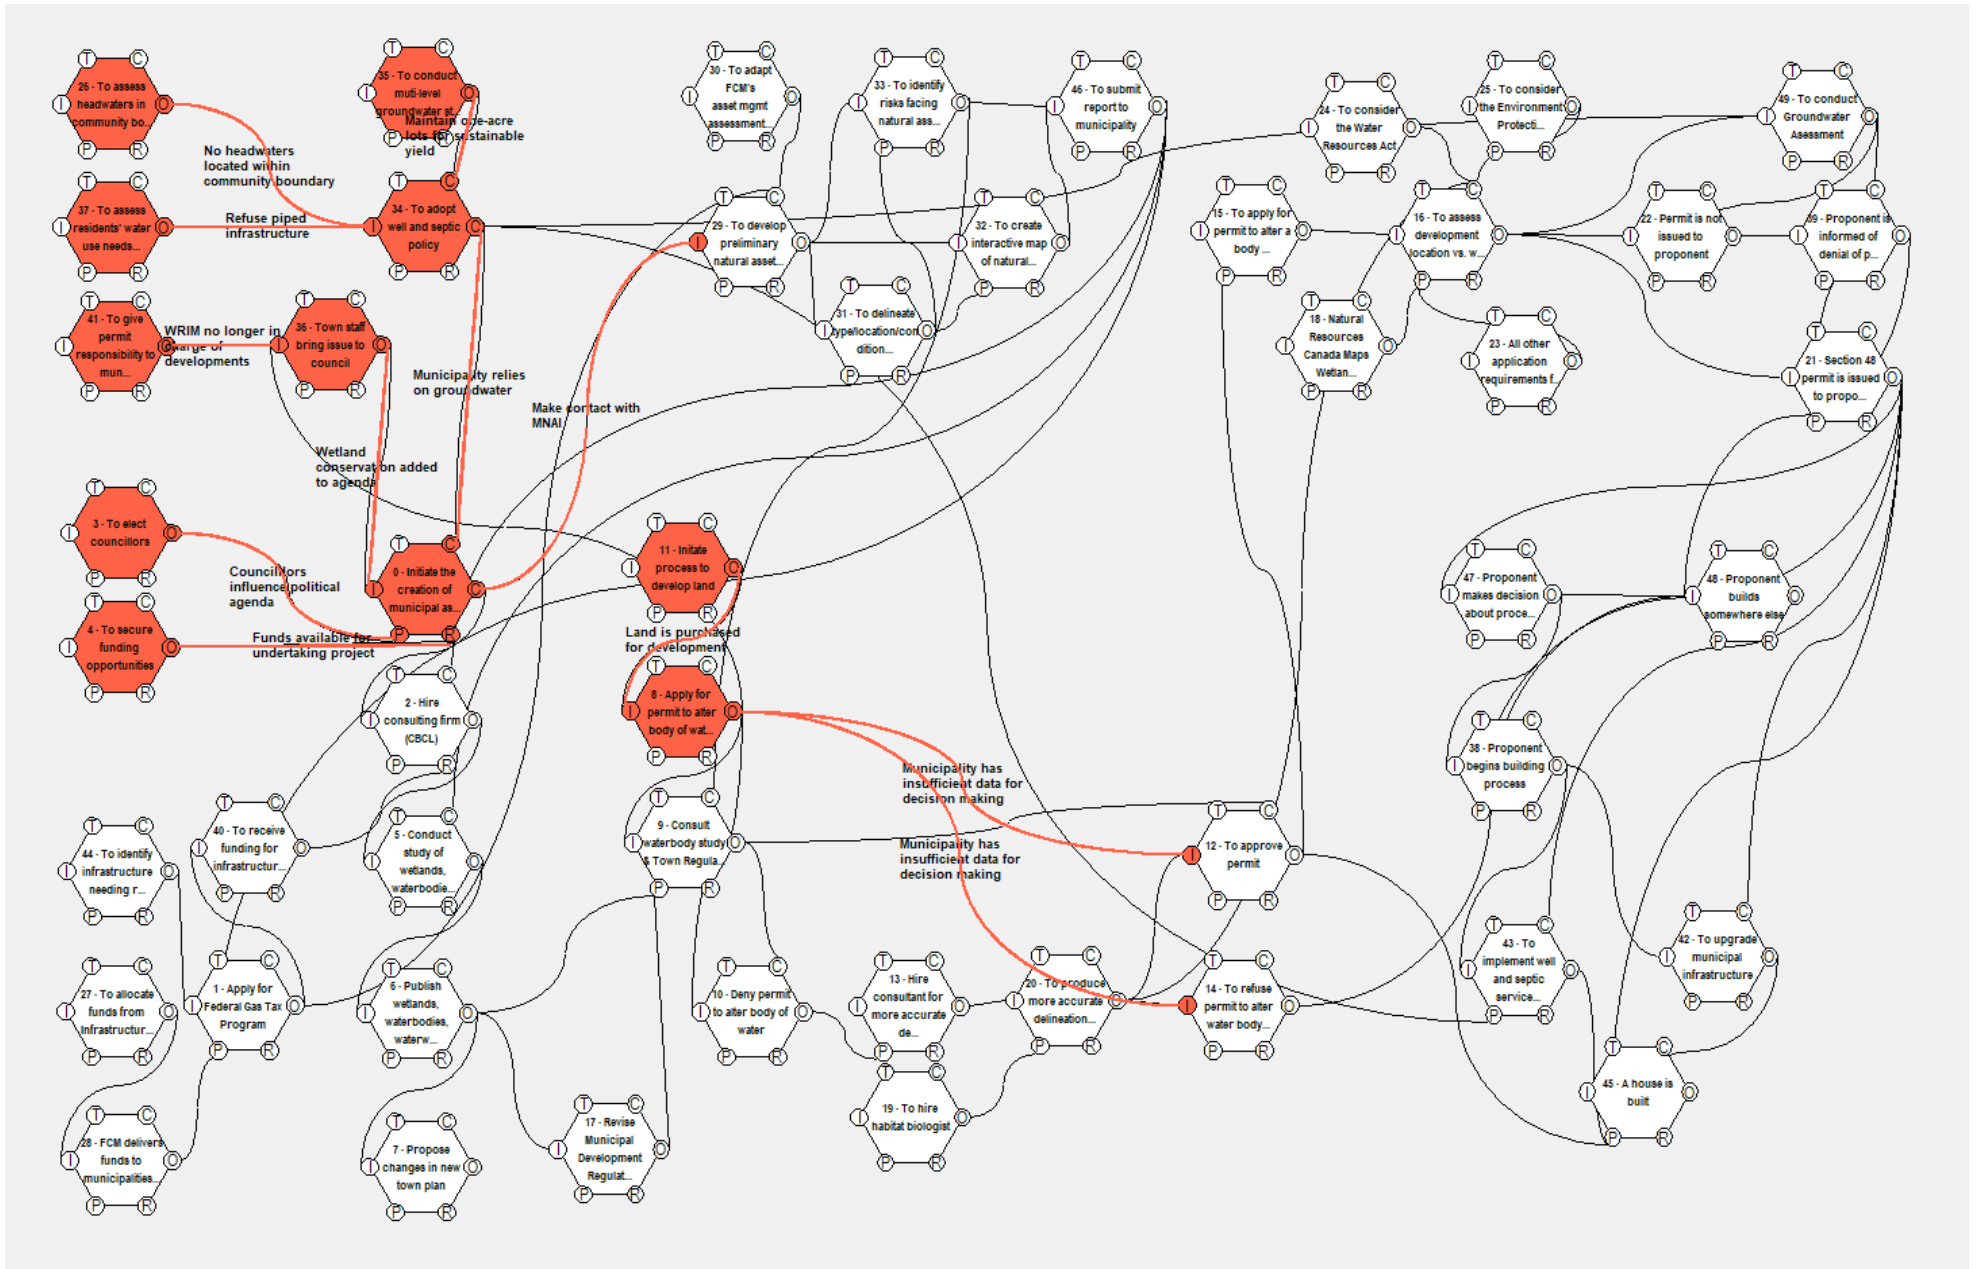 26 - To assess
headwaters in
community bo...
35 - To conduct
muti-level
groundwater st...
30 - To adapt
FCM's
asset mgmt
assessment...
33 - To identify
risks facing
natural ass...
46 - To submit
report to
municipality
24 - To consider
the Water
Resources Act
25 - To consider
the Environment
Protecti...
49 - To conduct
Groundwater
Asessment
Maintain one-acre
lots for sustainable
yield
No headwaters
located within
community boundary
37 - To assess
residents' water
use needs...
Refuse piped
infrastructure
34 - To adopt
well and septic
policy
29 - To develop
preliminary
natural asset...
32 - To create
interactive map
of natural...
15 - To apply for
permit to alter a
body ...
16 - To assess
development
location vs. w...
22 - Permit is not
issued to
proponent
39 - Proponent is
informed of
denial of p...
41 - To give
permit
responsibility to
mun...
WRIM no longer in
charge of
developments
36 - Town staff
bring issue to
council
31 - To delineate
type/location/con
dition...
18 - Natural
Resources
Canada Maps
Wetlan...
23 - All other
application
requirements f...
21 - Section 48
permit is issued
to propo...
Municipality relies
on groundwater
Make contact with
MNAI
Wetland
conservation added
to agenda
3 - To elect
councillors
Councillors
influence political
agenda
0 - Initiate the
creation of
municipal as...
11 - Initate
process to
develop land
47 - Proponent
makes decision
about proce...
48 - Proponent
builds
somewhere else
4 - To secure
funding
opportunities
Funds available for
undertaking project
Land is purchased
for development
2 - Hire
consulting firm
(CBCL)
8 - Apply for
permit to alter
body of wat...
38 - Proponent
begins building
process
Municipality has
insufficient data for
decision making
44 - To identify
infrastructure
needing r...
40 - To receive
funding for
infrastructur...
5 - Conduct
study of
wetlands,
waterbodie...
9 - Consult
waterbody study
& Town Regula...
Municipality has
insufficient data for
decision making
12 - To approve
permit
27 - To allocate
funds from
Infrastructur...
1 - Apply for
Federal Gas Tax
Program
6 - Publish
wetlands,
waterbodies,
waterw...
10 - Deny permit
to alter body of
water
13 - Hire
consultant for
more accurate
de...
20 - To produce
more accurate
delineation...
14 - To refuse
permit to alter
water body...
43 - To
implement well
and septic
service...
42 - To upgrade
municipal
infrastructure
28 - FCM delivers
funds to
municipalities...
7 - Propose
changes in new
town plan
17 - Revise
Municipal
Development
Regulat...
19 - To hire
habitat biologist
45 - A house is
built